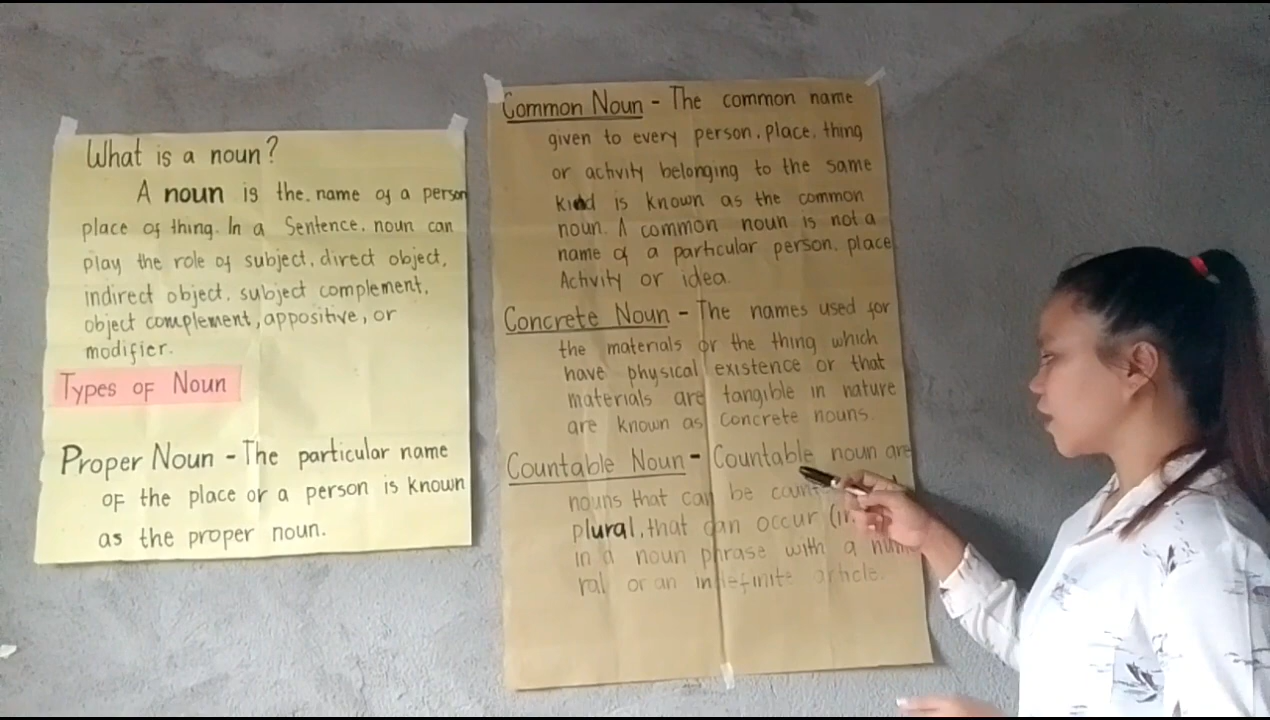 What is a noun?
A noun is the name of a person
place of thing. In a Sentence, noun can
play the role of subject, direct object,
indirect object, subject complement,
object complement, appositive, or
modifier.
Types of Noun
Proper Noun - The particular name
of the place or a person is known
as the proper noun.
Common Noun - The common name
given to every person, place, thing
or activity belonging to the same
kind is known as the common
noun. A common noun is not a
name of a particular person, place
Activity or idea.
Concrete Noun - The names used for
the materials or the thing which
have physical existence or that
materials are tangible in nature
are known as concrete nouns.
Countable Noun - Countable noun are
nouns that can be
plural, that can occur
in a noun phrase with a
ral or an indefinite article.